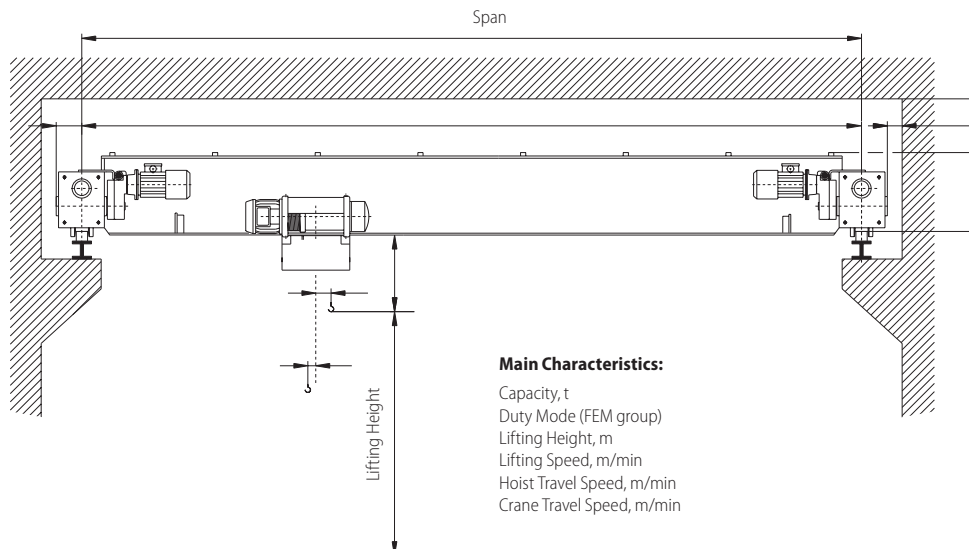 Span
Lifting Height
Main Characteristics:
Capacity, t
Duty Mode (FEM group)
Lifting Height, m
Lifting Speed, m/min
Hoist Travel Speed, m/min
Crane Travel Speed, m/min